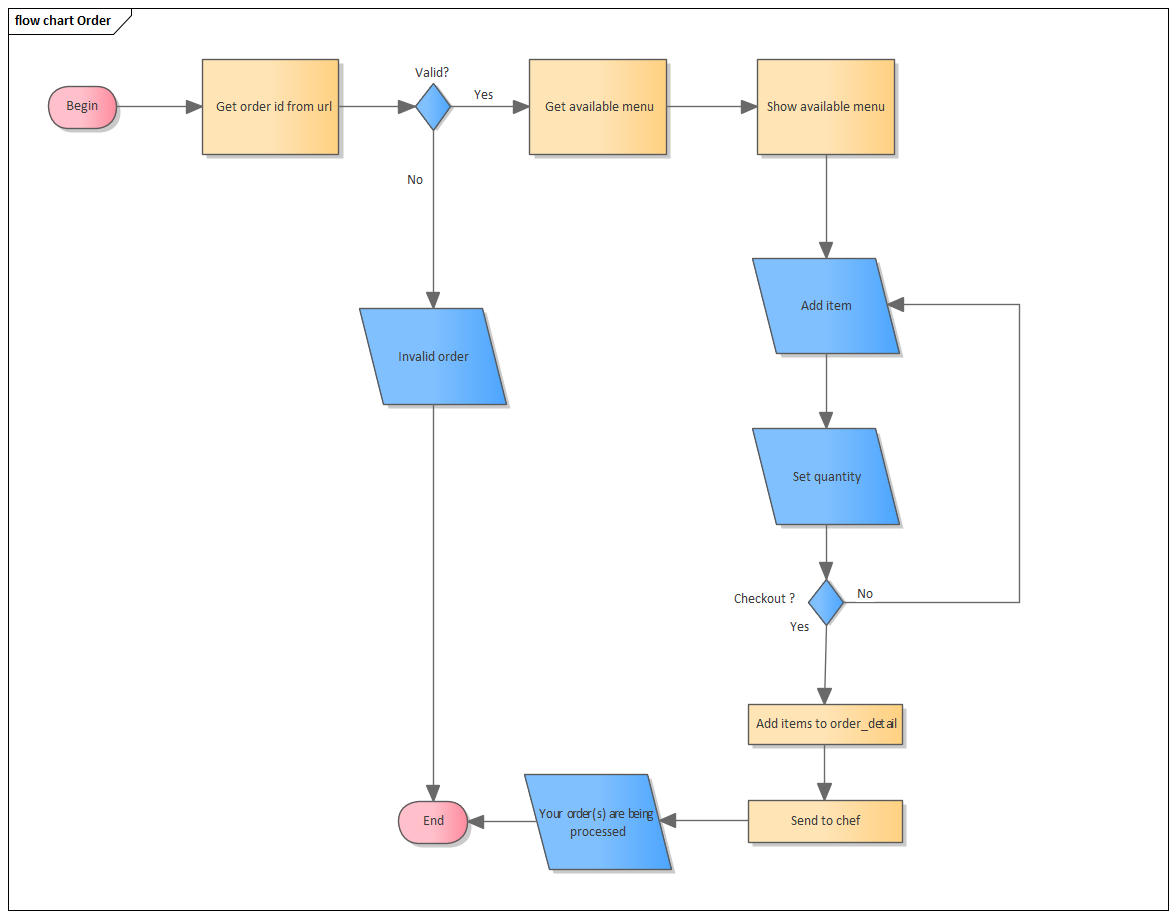 flow chart Order
Valid?
Begin
Get order id from url
Yes
Get available menu
Show available menu
No
Add item
Invalid order
Set quantity
Checkout ?
No
Yes
Add items to order_detail
Your order(s) are being
processed
End
Send to chef